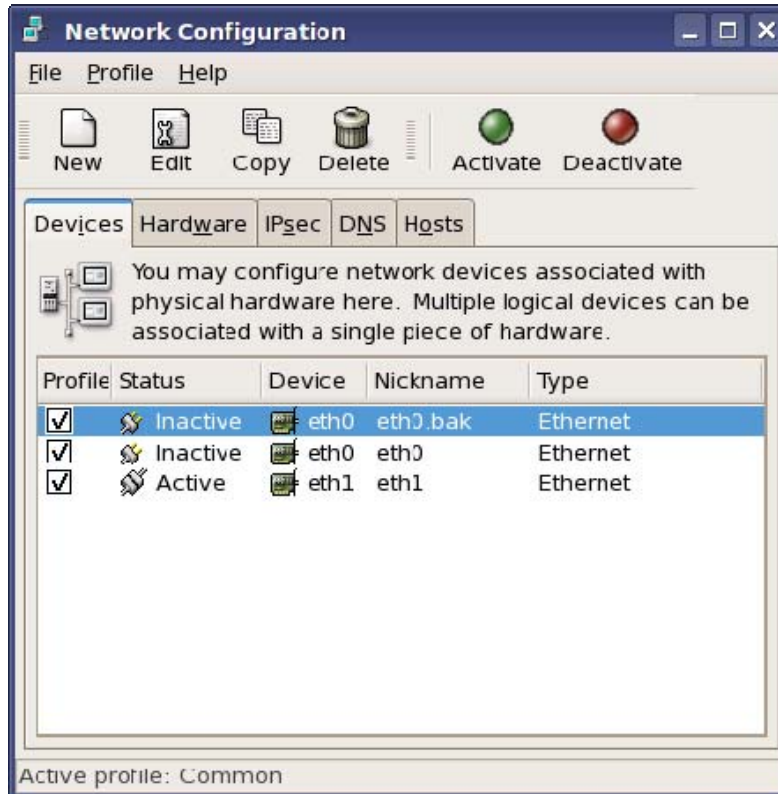 Network Configuration
File Profile Help
New Edit Copy Delete Activate Deactivate
Devices Hardware IPsec DNS Hosts
You may configure network devices associated with
physical hardware here. Multiple logical devices can be
associated with a single piece of hardware.
Profile Status Device Nickname Type
Inactive eth0 eth0.bak Ethernet
Inactive eth0 eth0 Ethernet
Active eth1 eth1 Ethernet
Active profile: Common